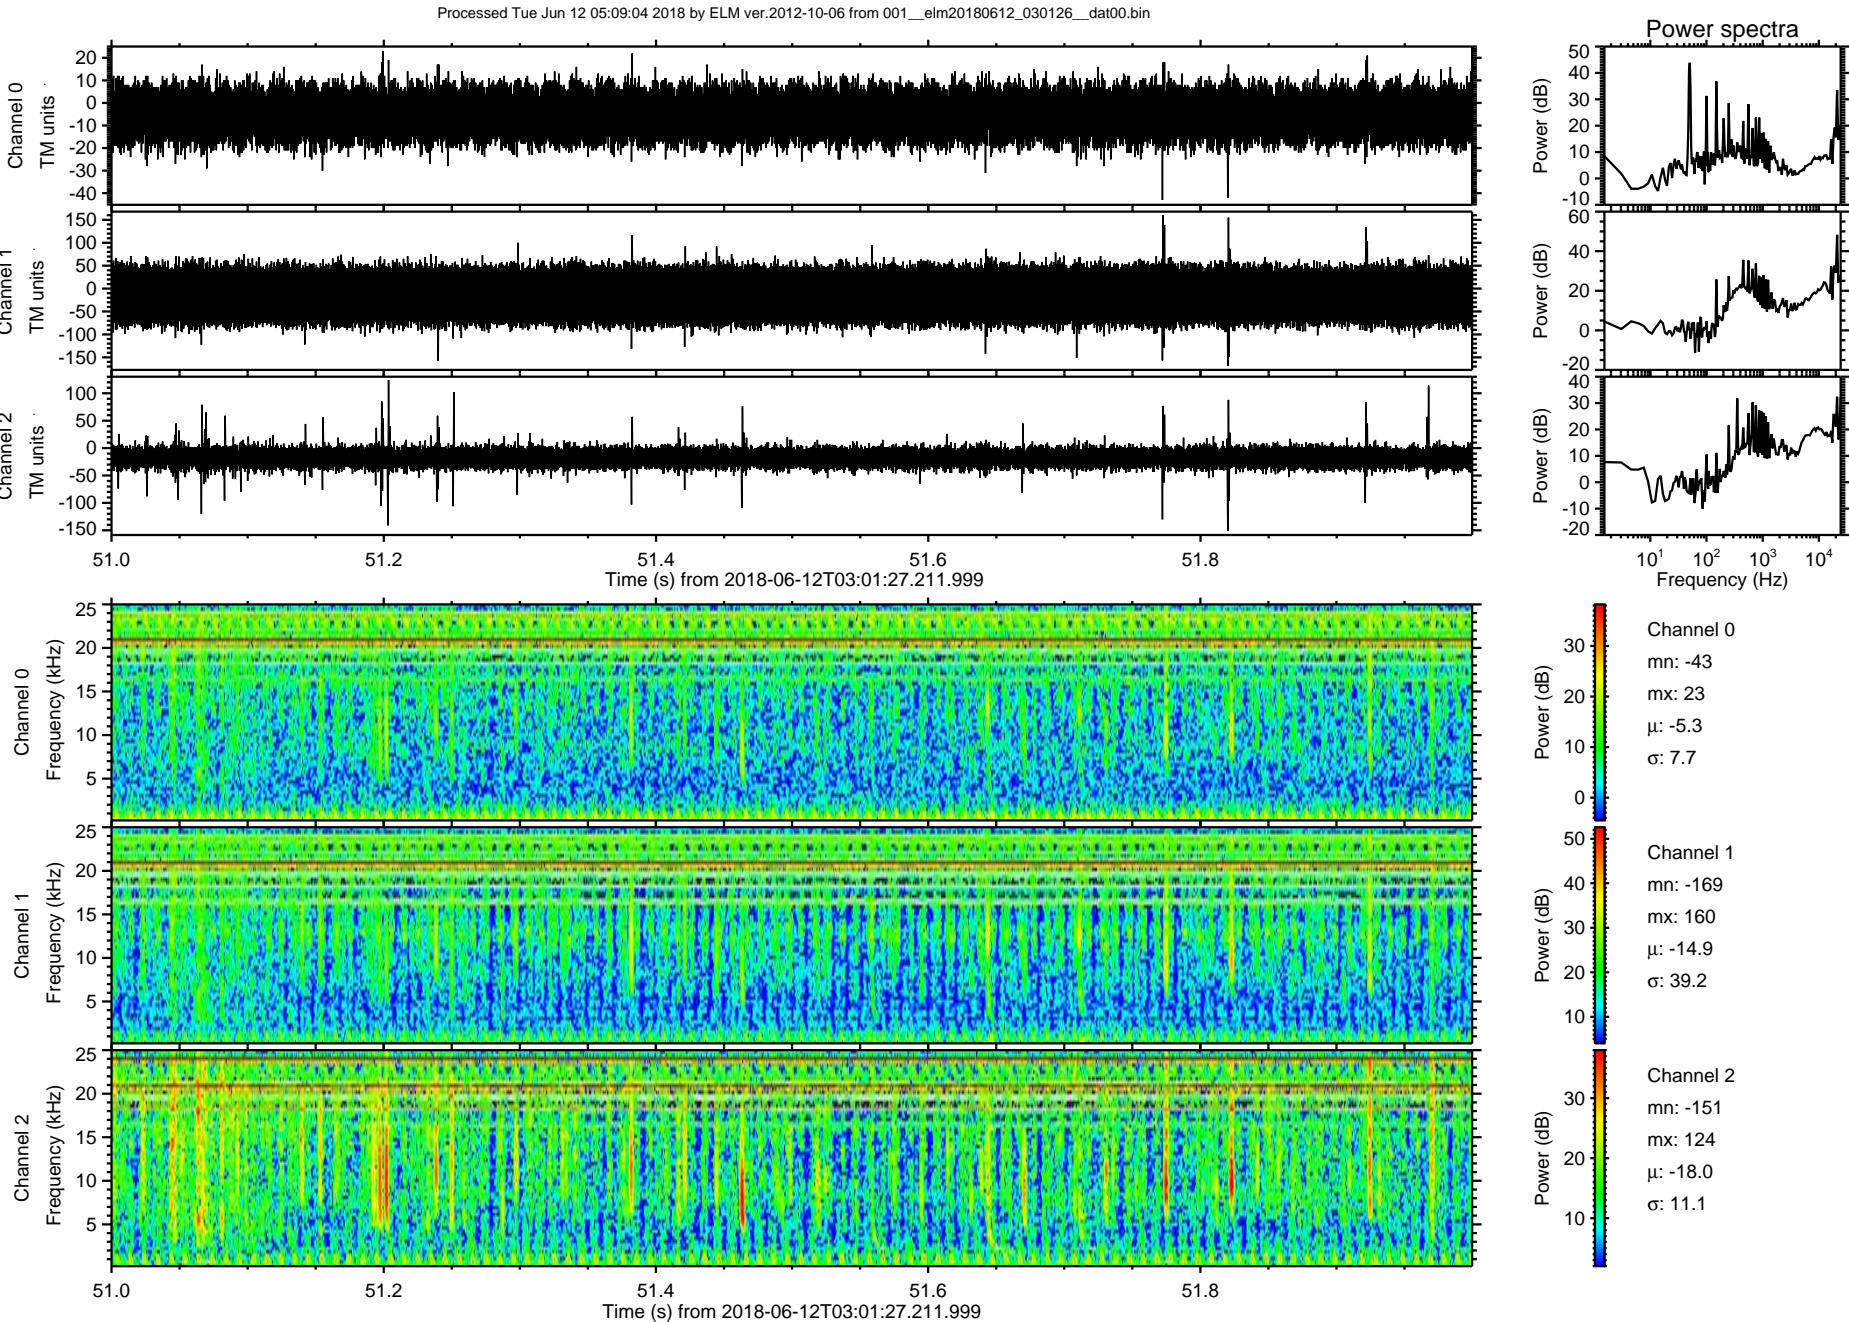 Processed Tue Jun 12 05:09:04 2018 by ELM ver.2012-10-06 from 001__elm20180612_030126__dat00.bin
Power spectra
Channel 0
TM units
20
10
0
-10
-20
-30
-40
Power (dB)
50
40
30
20
10
0
-10
Channel 1
TM units
150
100
50
0
-50
-100
-150
Power (dB)
60
40
20
0
-20
Channel 2
TM units
100
50
0
-50
-100
-150
Power (dB)
40
30
20
10
0
-10
-20
51.0 51.2 51.4 51.6 51.8
Time (s) from 2018-06-12T03:01:27.211.999
10¹ 10² 10³ 10⁴
Frequency (Hz)
Channel 0
Frequency (kHz)
25
20
15
10
5
Power (dB)
30
20
10
0
Channel 0
mn: -43
mx: 23
μ: -5.3
σ: 7.7
Channel 1
Frequency (kHz)
25
20
15
10
5
Power (dB)
50
40
30
20
10
Channel 1
mn: -169
mx: 160
μ: -14.9
σ: 39.2
Channel 2
Frequency (kHz)
25
20
15
10
5
Power (dB)
30
20
10
Channel 2
mn: -151
mx: 124
μ: -18.0
σ: 11.1
51.0 51.2 51.4 51.6 51.8
Time (s) from 2018-06-12T03:01:27.211.999